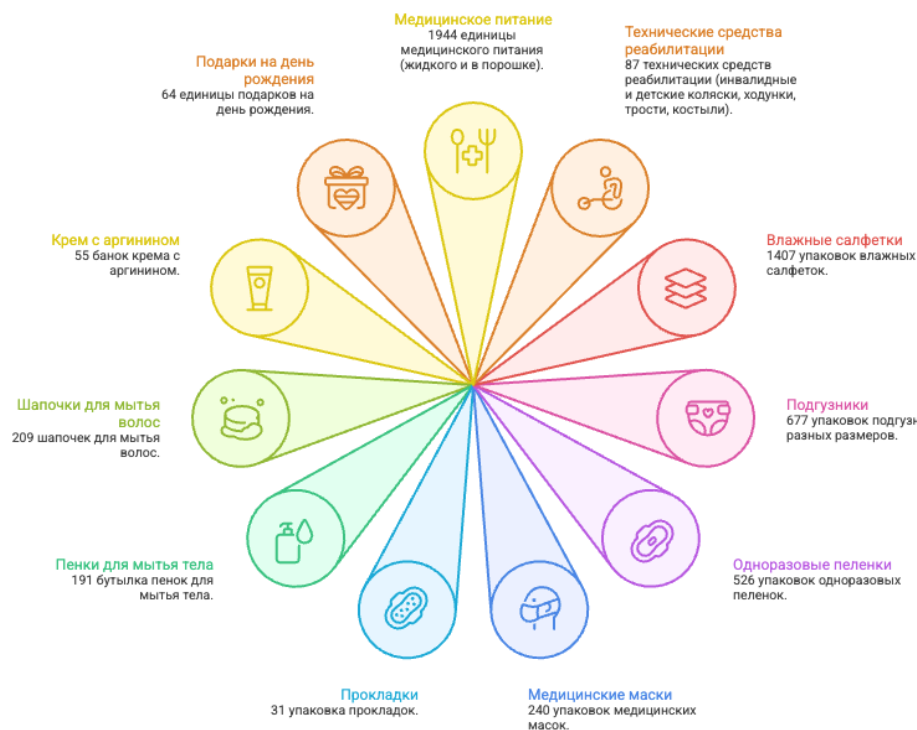 Медицинское питание
1944 единицы
медицинского питания
(жидкого и в порошке).
Технические средства
реабилитации
87 технических средств
реабилитации (инвалидные
и детские коляски, ходунки,
трости, костыли).
Подарки на день
рождения
64 единицы подарков на
день рождения.
Крем с аргинином
55 банок крема с
аргинином.
Влажные салфетки
1407 упаковок влажных
салфеток.
Шапочки для мытья
волос
209 шапочек для мытья
волос.
Подгузники
677 упаковок
разных размеров.
Пенки для мытья тела
191 бутылка пенок для
мытья тела.
Одноразовые пеленки
526 упаковок одноразовых
пеленок.
Прокладки
31 упаковка прокладок.
Медицинские маски
240 упаковок медицинских
масок.